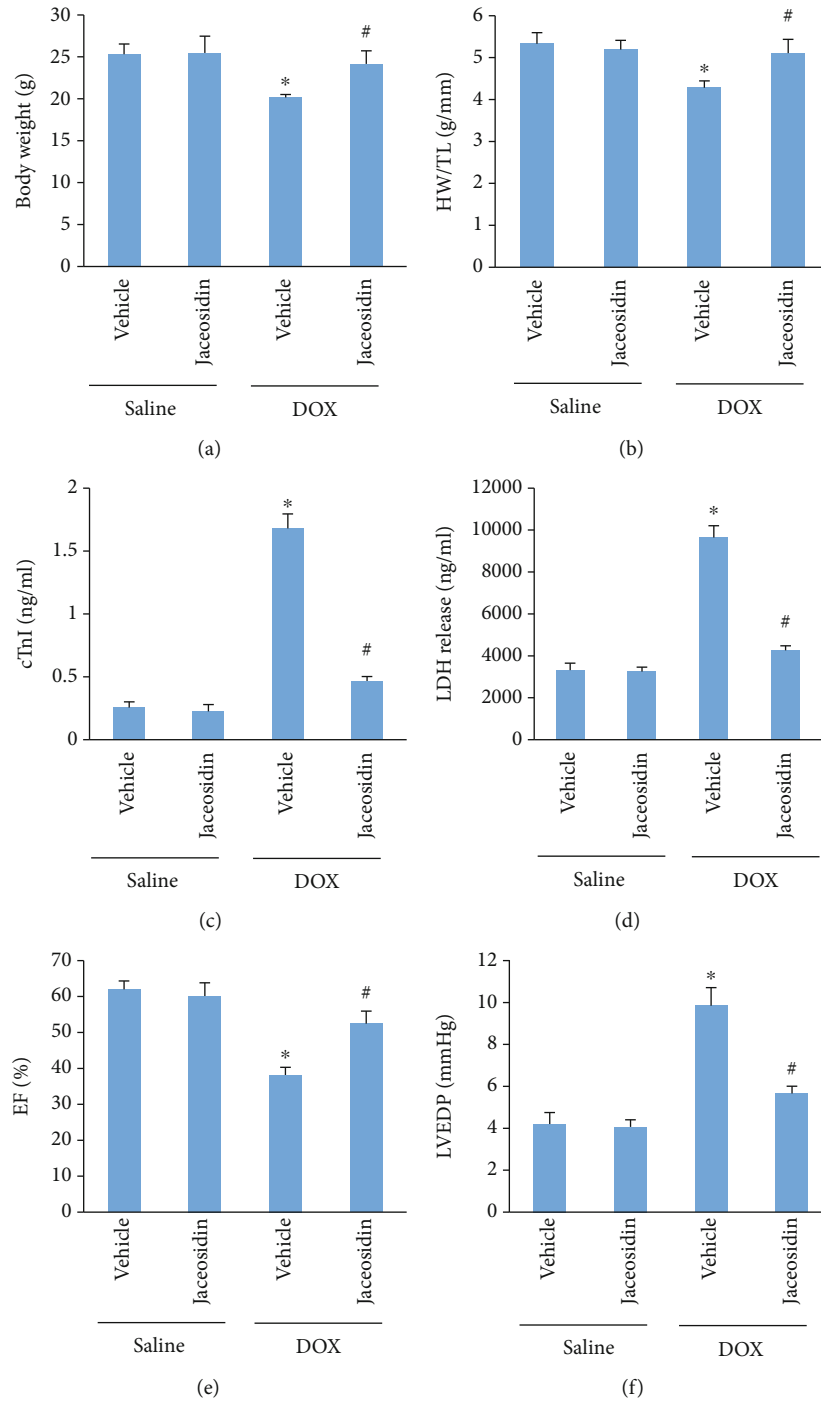 Body weight (g)
30
25
20
15
10
5
0
*
#
Vehicle
Jaceosidin
Vehicle
Jaceosidin
Saline
DOX
(a)
HW/TL (g/mm)
6
5
4
3
2
1
0
*
#
Vehicle
Jaceosidin
Vehicle
Jaceosidin
Saline
DOX
(b)
cTnI (ng/ml)
2
1.5
1
0.5
0
*
#
Vehicle
Jaceosidin
Vehicle
Jaceosidin
Saline
DOX
(c)
LDH release (ng/ml)
12000
10000
8000
6000
4000
2000
0
*
#
Vehicle
Jaceosidin
Vehicle
Jaceosidin
Saline
DOX
(d)
EF (%)
70
60
50
40
30
20
10
0
*
#
Vehicle
Jaceosidin
Vehicle
Jaceosidin
Saline
DOX
(e)
LVEDP (mmHg)
12
10
8
6
4
2
0
*
#
Vehicle
Jaceosidin
Vehicle
Jaceosidin
Saline
DOX
(f)